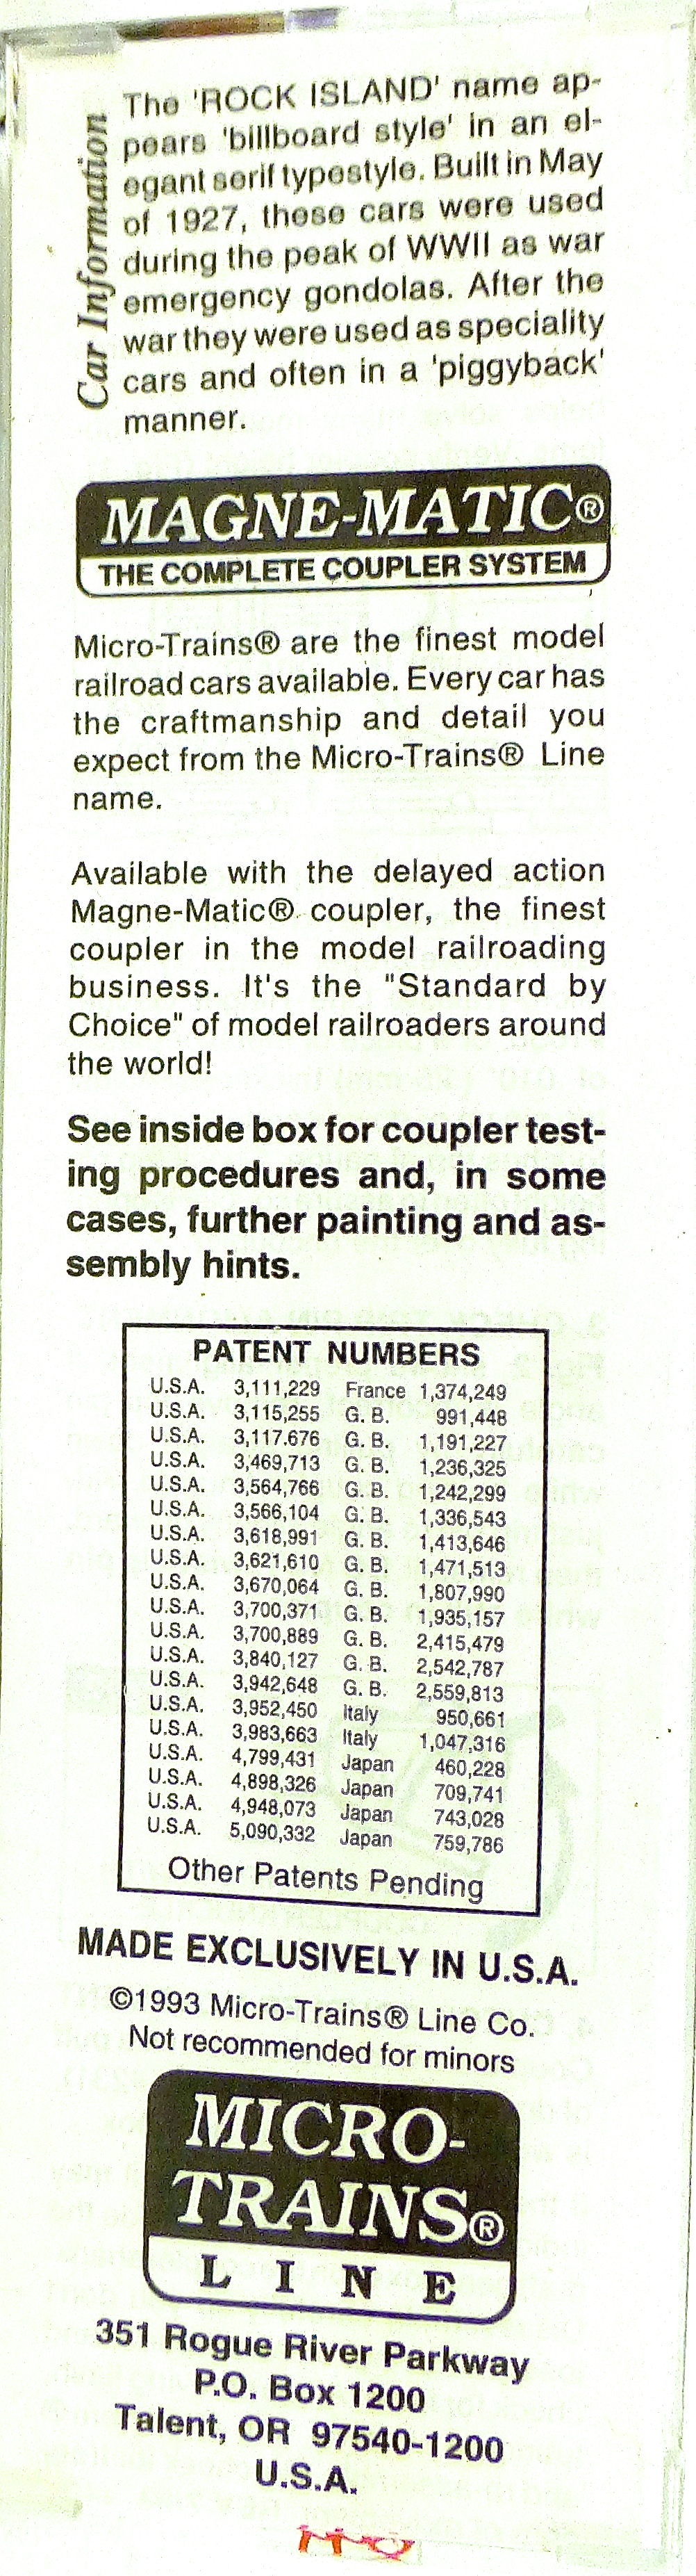 Car Information
The 'ROCK ISLAND' name ap-
pears 'billboard style' in an el-
egant serif typestyle. Built in May
of 1927, these cars were used
during the peak of WWII as war
emergency gondolas. After the
war they were used as speciality
cars and often in a 'piggyback'
manner.
MAGNE-MATIC®
THE COMPLETE COUPLER SYSTEM
Micro-Trains® are the finest model
railroad cars available. Every car has
the craftmanship and detail you
expect from the Micro-Trains® Line
name.
Available with the delayed action
Magne-Matic® coupler, the finest
coupler in the model railroading
business. It's the "Standard by
Choice" of model railroaders around
the world!
See inside box for coupler test-
ing procedures and, in some
cases, further painting and as-
sembly hints.
PATENT NUMBERS
U.S.A. 3,111,229 France 1,374,249
U.S.A. 3,115,255 G. B. 991,448
U.S.A. 3,117.676 G. B. 1,191,227
U.S.A. 3,469,713 G. B. 1,236,325
U.S.A. 3,564,766 G. B. 1,242,299
U.S.A. 3,566,104 G. B. 1,336,543
U.S.A. 3,618,991 G. B. 1,413,646
U.S.A. 3,621,610 G. B. 1,471,513
U.S.A. 3,670,064 G. B. 1,807,990
U.S.A. 3,700,371 G. B. 1,935,157
U.S.A. 3,700,889 G. B. 2,415,479
U.S.A. 3,840,127 G. B. 2,542,787
U.S.A. 3,942,648 G. B. 2,559,813
U.S.A. 3,952,450 Italy 950,661
U.S.A. 3,983,663 Italy 1,047,316
U.S.A. 4,799,431 Japan 460,228
U.S.A. 4,898,326 Japan 709,741
U.S.A. 4,948,073 Japan 743,028
U.S.A. 5,090,332 Japan 759,786
Other Patents Pending
MADE EXCLUSIVELY IN U.S.A.
©1993 Micro-Trains® Line Co.
Not recommended for minors
MICRO-
TRAINS®
LINE
351 Rogue River Parkway
P.O. Box 1200
Talent, OR 97540-1200
U.S.A.